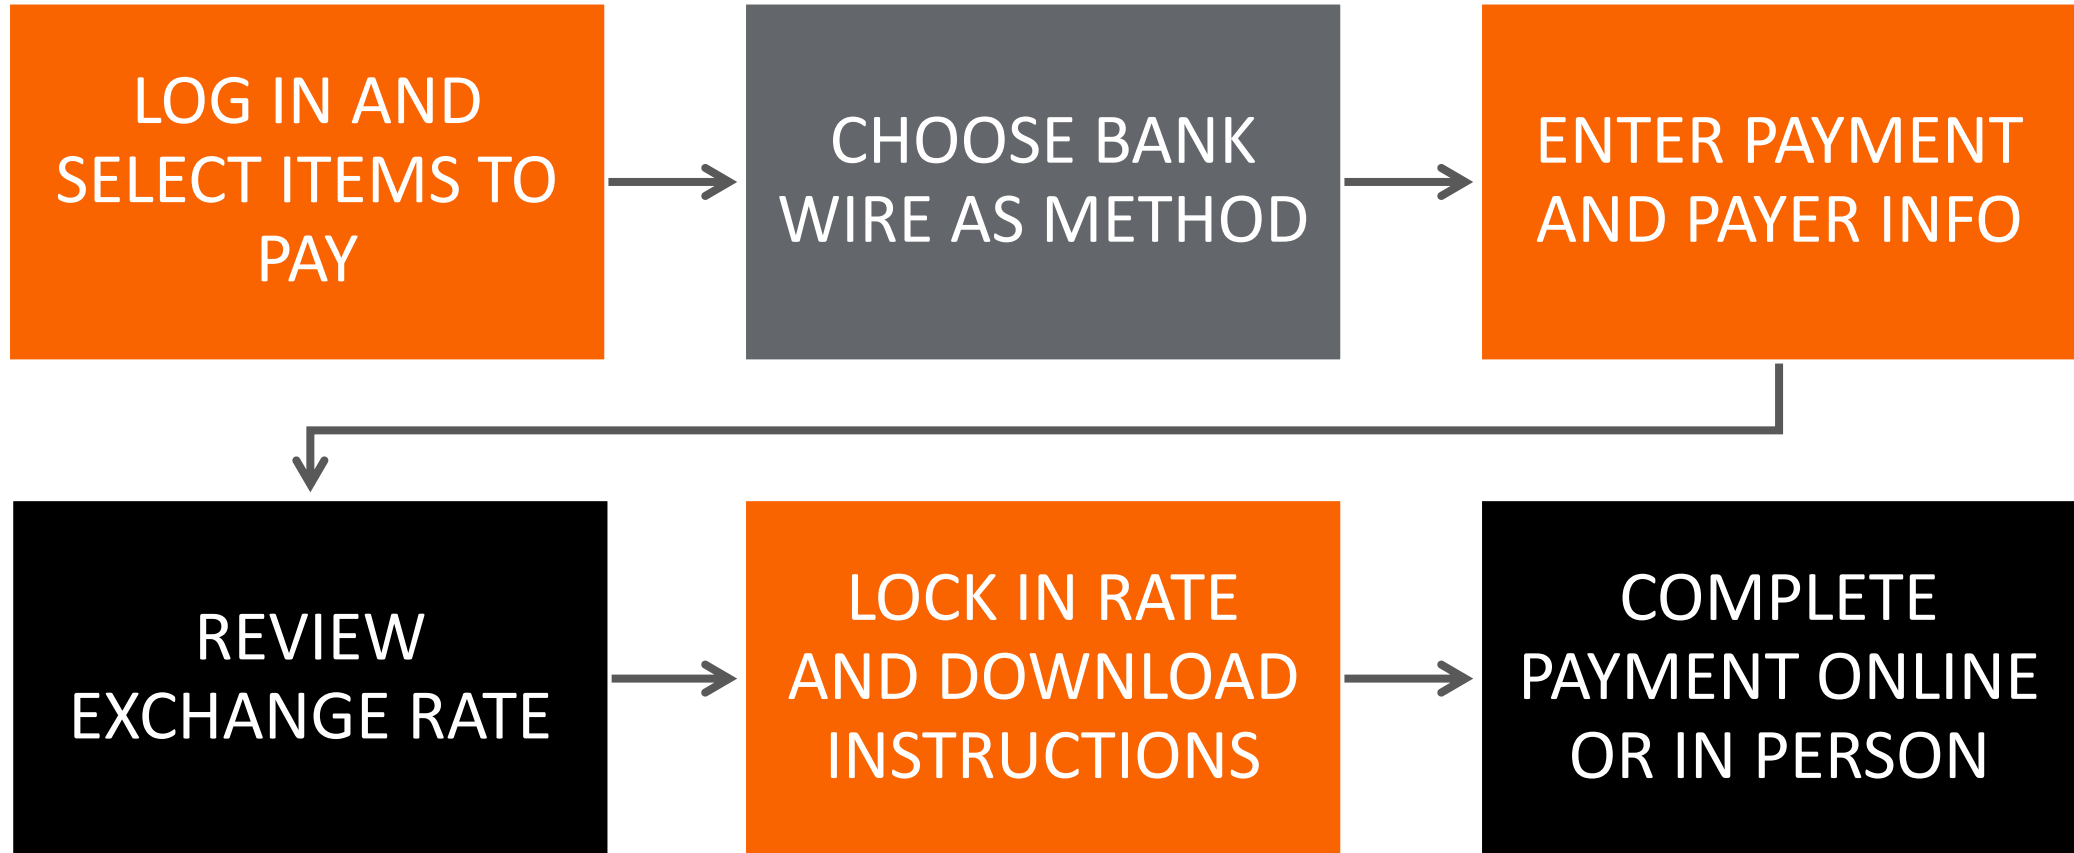 LOG IN AND
SELECT ITEMS TO
PAY
CHOOSE BANK
WIRE AS METHOD
ENTER PAYMENT
AND PAYER INFO
REVIEW
EXCHANGE RATE
LOCK IN RATE
AND DOWNLOAD
INSTRUCTIONS
COMPLETE
PAYMENT ONLINE
OR IN PERSON